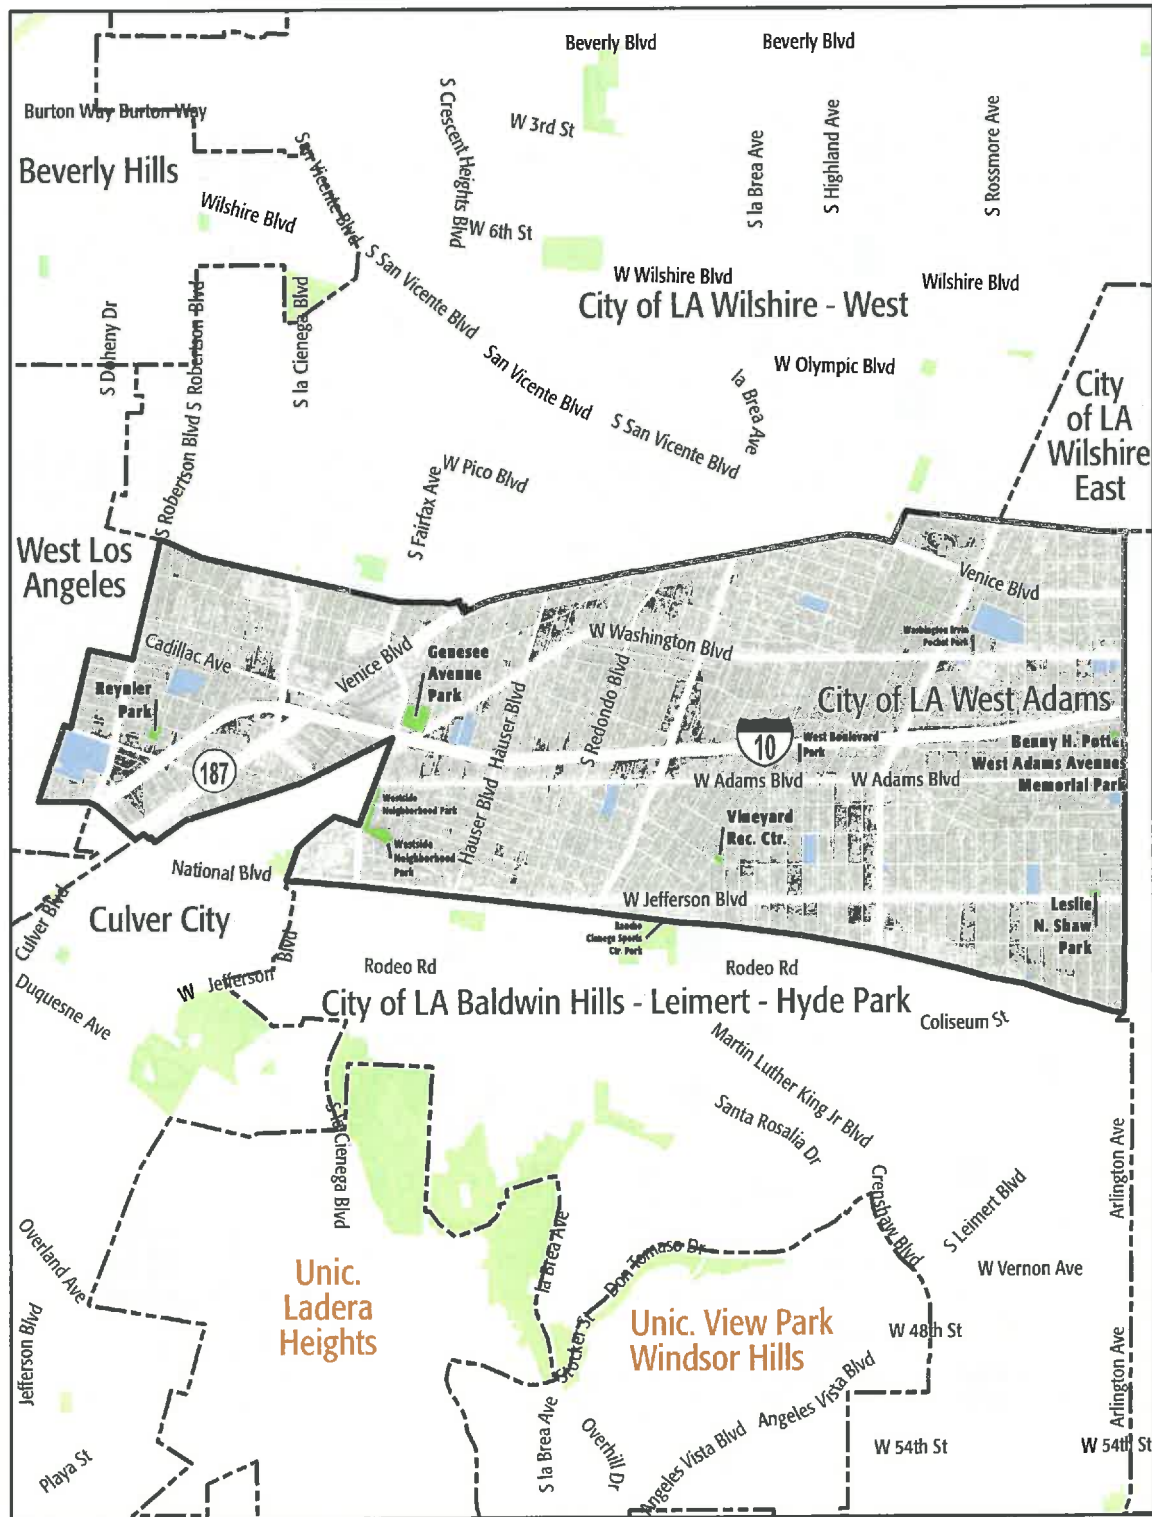 Beverly Blvd
Beverly Blvd
Burton Way Burton Way
S Crescent Heights Blvd
W 3rd St
S la Brea Ave
S Highland Ave
S Rossmore Ave
Beverly Hills
San Vicente Blvd
Wilshire Blvd
W 6th St
S San Vicente Blvd
W Wilshire Blvd
Wilshire Blvd
City of LA Wilshire - West
S Doheny Dr
S Robertson Blvd
S la Cienega Blvd
San Vicente Blvd
W Olympic Blvd
la Brea Ave
City
of LA
Wilshire
East
S Robertson Blvd
S San Vicente Blvd
W Pico Blvd
S Fairfax Ave
West Los
Angeles
Venice Blvd
Cadillac Ave
Venice Blvd
Genesee
Avenue
Park
W Washington Blvd
Washington Irvin
Pocket Park
Reynier
Park
Hauser Blvd
S Redondo Blvd
City of LA West Adams
187
10
West Boulevard
Park
Benny H. Potte
West Adams Avenues
Memorial Park
W Adams Blvd
W Adams Blvd
Westside
Neighborhood Park
Hauser Blvd
Vineyard
Rec. Ctr.
Westside
Neighborhood
Park
National Blvd
W Jefferson Blvd
Leslie
N. Shaw
Park
Culver City
Culver Blvd
Rancho
Cienega Sports
Ctr. Park
Duquesne Ave
W Jefferson Blvd
Rodeo Rd
Rodeo Rd
City of LA Baldwin Hills - Leimert - Hyde Park
Coliseum St
Martin Luther King Jr Blvd
Santa Rosalia Dr
S la Cienega Blvd
Arlington Ave
Crenshaw Blvd
S Leimert Blvd
Overland Ave
la Brea Ave
Don Tomaso Dr
W Vernon Ave
Unic.
Ladera
Heights
Unic. View Park
Windsor Hills
Stocker St
W 48th St
Jefferson Blvd
Arlington Ave
Angeles Vista Blvd
S la Brea Ave
Overhill Dr
Angeles Vista Blvd
W 54th St
W 54th St
Playa St